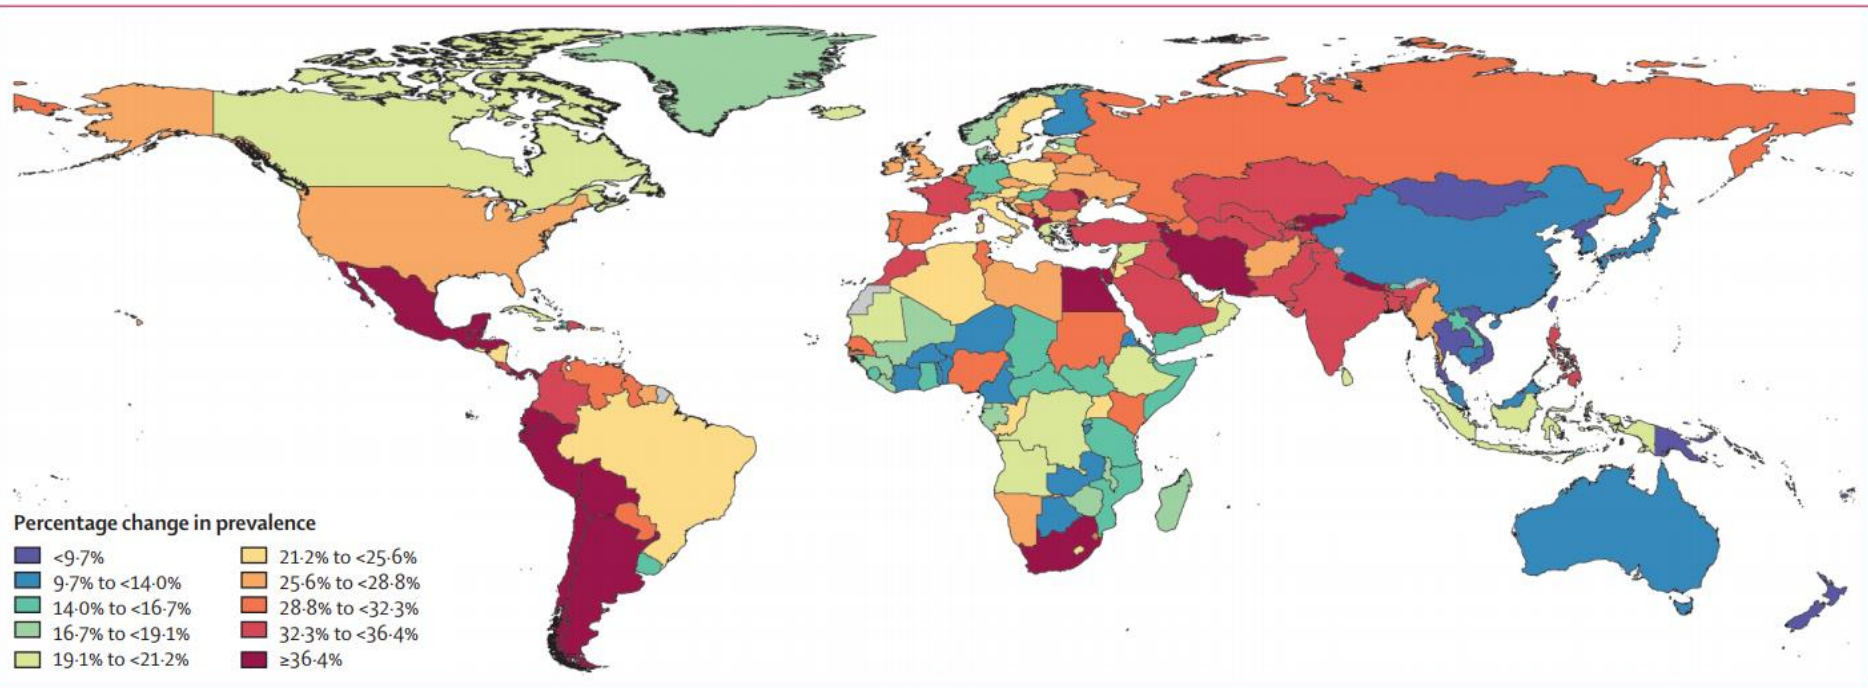 Percentage change in prevalence
<9·7%
9·7% to <14·0%
14·0% to <16·7%
16·7% to <19·1%
19·1% to <21·2%
21·2% to <25·6%
25·6% to <28·8%
28·8% to <32·3%
32·3% to <36·4%
≥36·4%